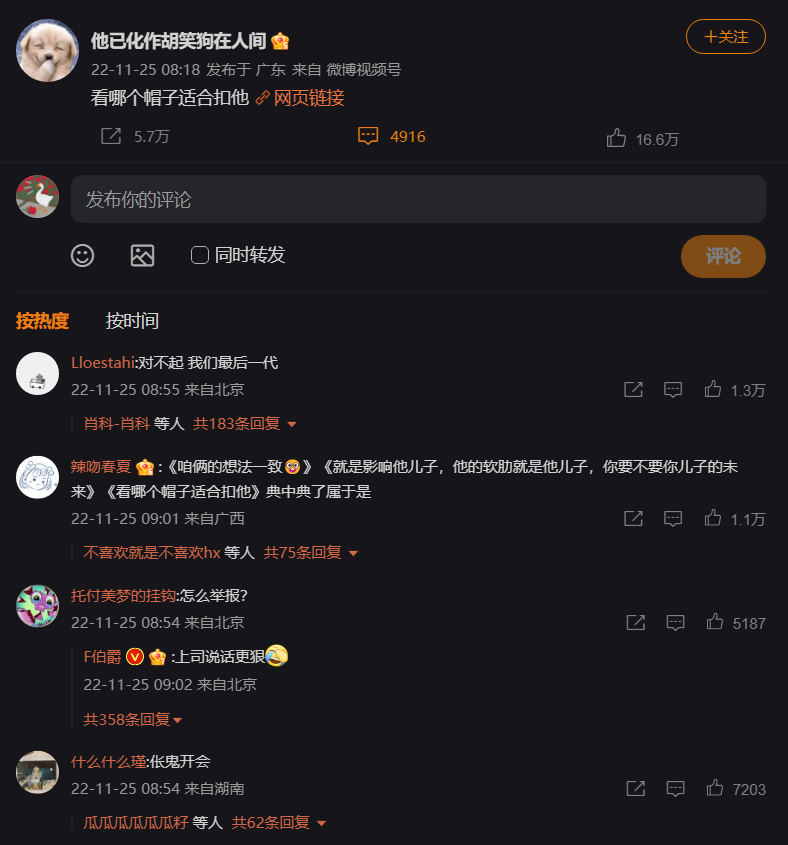 他已化作胡笑狗在人间
+关注
22-11-25 08:18 发布于 广东 来自 微博视频号
看哪个帽子适合扣他 网页链接
5.7万 4916 16.6万
发布你的评论
同时转发 评论
按热度 按时间
Lloestahi:对不起 我们最后一代
22-11-25 08:55 来自北京 1.3万
肖科-肖科 等人 共183条回复
辣吻春夏 :《咱俩的想法一致》《就是影响他儿子，他的软肋就是他儿子，你要不要你儿子的未
来》《看哪个帽子适合扣他》典中典了属于是
22-11-25 09:01 来自广西 1.1万
不喜欢就是不喜欢hx 等人 共75条回复
托付美梦的挂钩:怎么举报?
22-11-25 08:54 来自北京 5187
F伯爵 :上司说话更狠
22-11-25 09:02 来自北京
共358条回复
什么什么瑾:伥鬼开会
22-11-25 08:54 来自湖南 7203
瓜瓜瓜瓜瓜瓜籽 等人 共62条回复